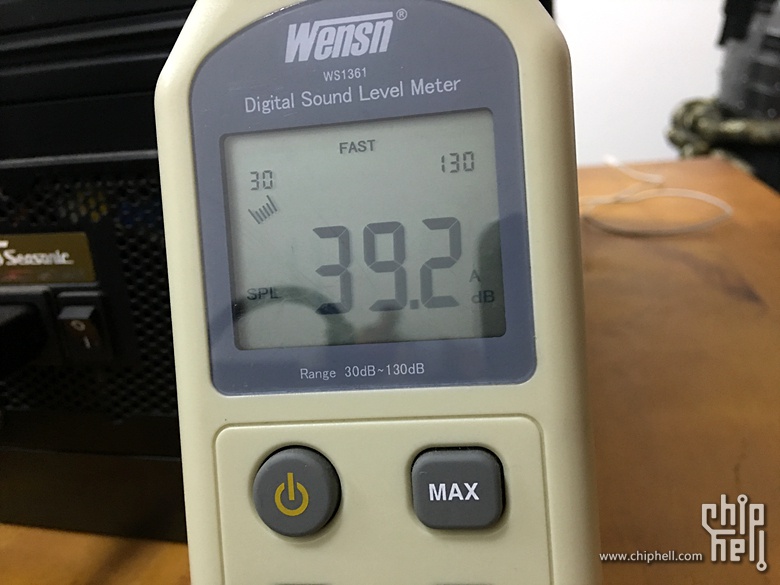 Wensn®
WS1361
Digital Sound Level Meter
FAST
30
130
39.2
SPL
A
dB
Range 30dB~130dB
MAX
Seasonic
I
O
chip
hell
www.chiphell.com